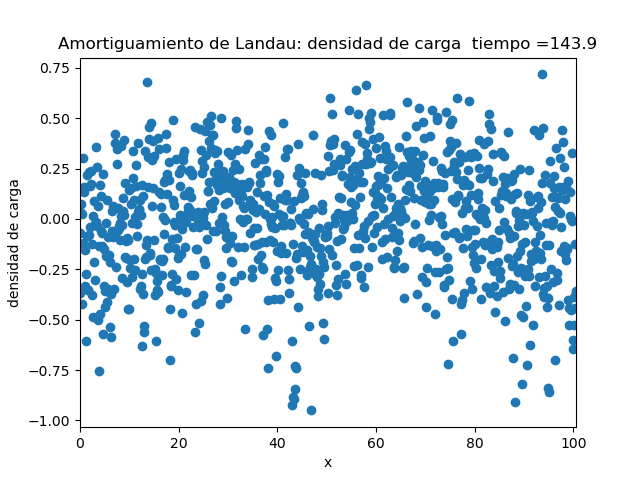 Amortiguamiento de Landau: densidad de carga  tiempo =143.9
densidad de carga
0.75
0.50
0.25
0.00
−0.25
−0.50
−0.75
−1.00
0 20 40 60 80 100
x